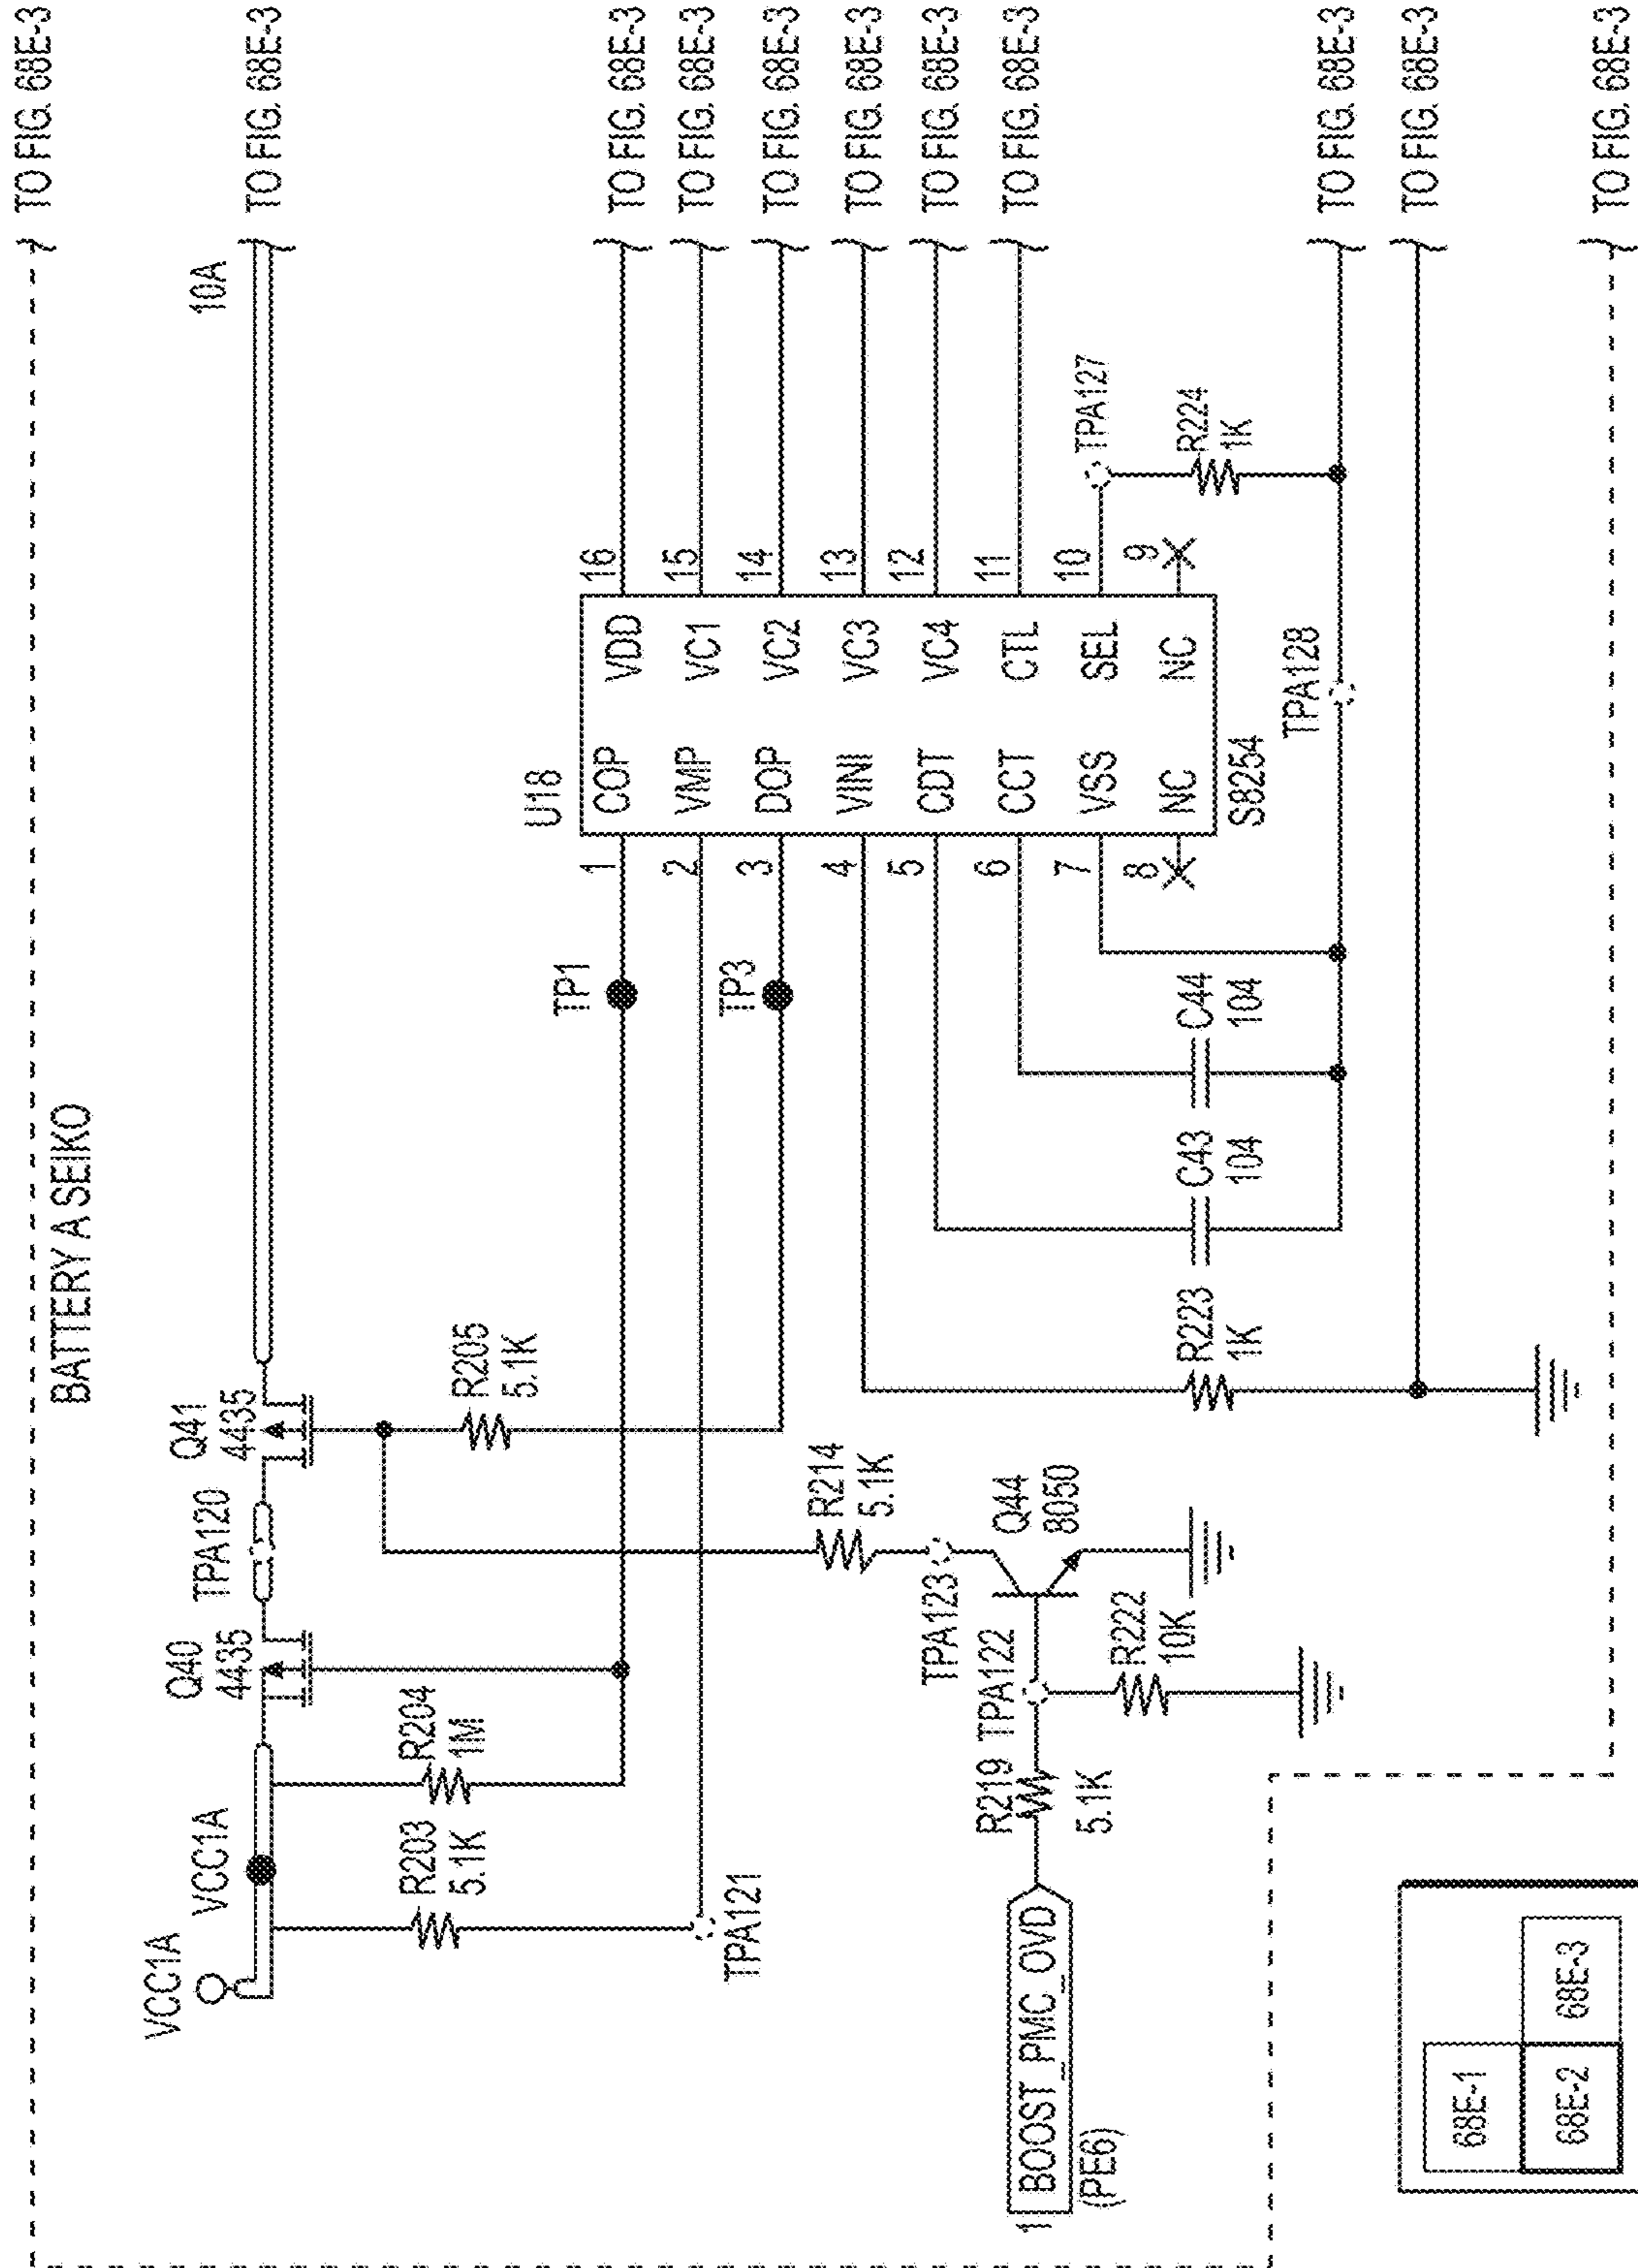 BATTERY A SEIKO
TO FIG. 68E-3
VCC1A
VCC1A
Q40
4435
TPA120
Q41
4435
10A
TO FIG. 68E-3
R203
5.1K
R204
1M
R205
5.1K
TPA121
TP1
TP3
U18
1 COP VDD 16
2 VMP VC1 15
3 DOP VC2 14
4 VINI VC3 13
5 CDT VC4 12
6 CCT CTL 11
7 VSS SEL 10
8 NC NC 9
S8254
TO FIG. 68E-3
TO FIG. 68E-3
TO FIG. 68E-3
TO FIG. 68E-3
TO FIG. 68E-3
TO FIG. 68E-3
R214
5.1K
TPA123
Q44
8050
1 BOOST_PMC_OVD
(PE6)
R219
5.1K
TPA122
R222
10K
R223
1K
C43
104
C44
104
TPA127
R224
1K
TPA128
TO FIG. 68E-3
TO FIG. 68E-3
TO FIG. 68E-3
68E-1
68E-2
68E-3